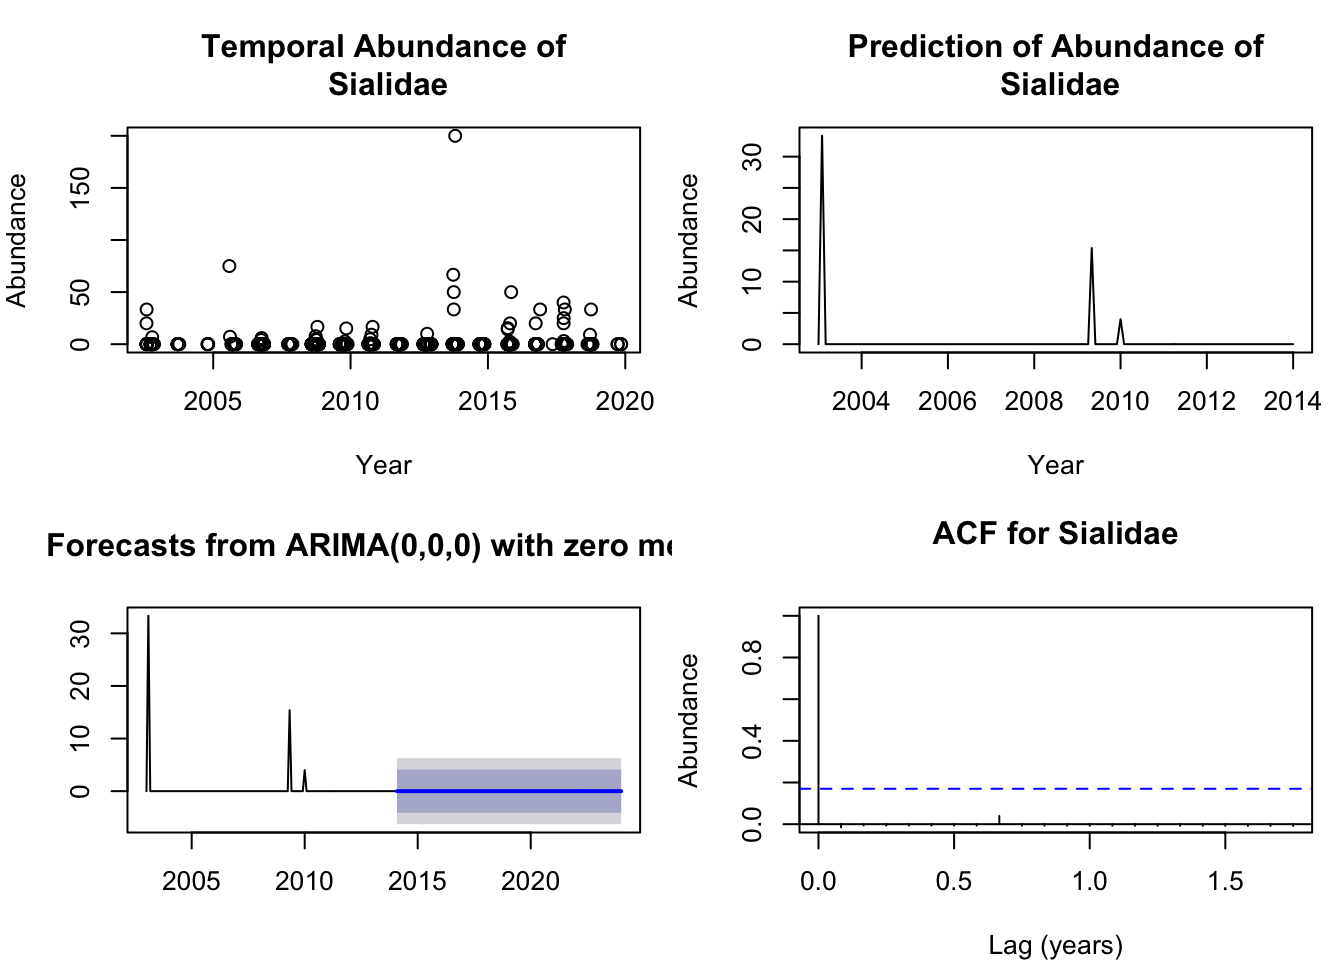 Temporal Abundance of
Sialidae
Abundance
0
50
150
2005
2010
2015
2020
Year
Prediction of Abundance of
Sialidae
Abundance
0
10
20
30
2004
2006
2008
2010
2012
2014
Year
Forecasts from ARIMA(0,0,0) with zero me
0
10
20
30
2005
2010
2015
2020
ACF for Sialidae
Abundance
0.0
0.4
0.8
0.0
0.5
1.0
1.5
Lag (years)